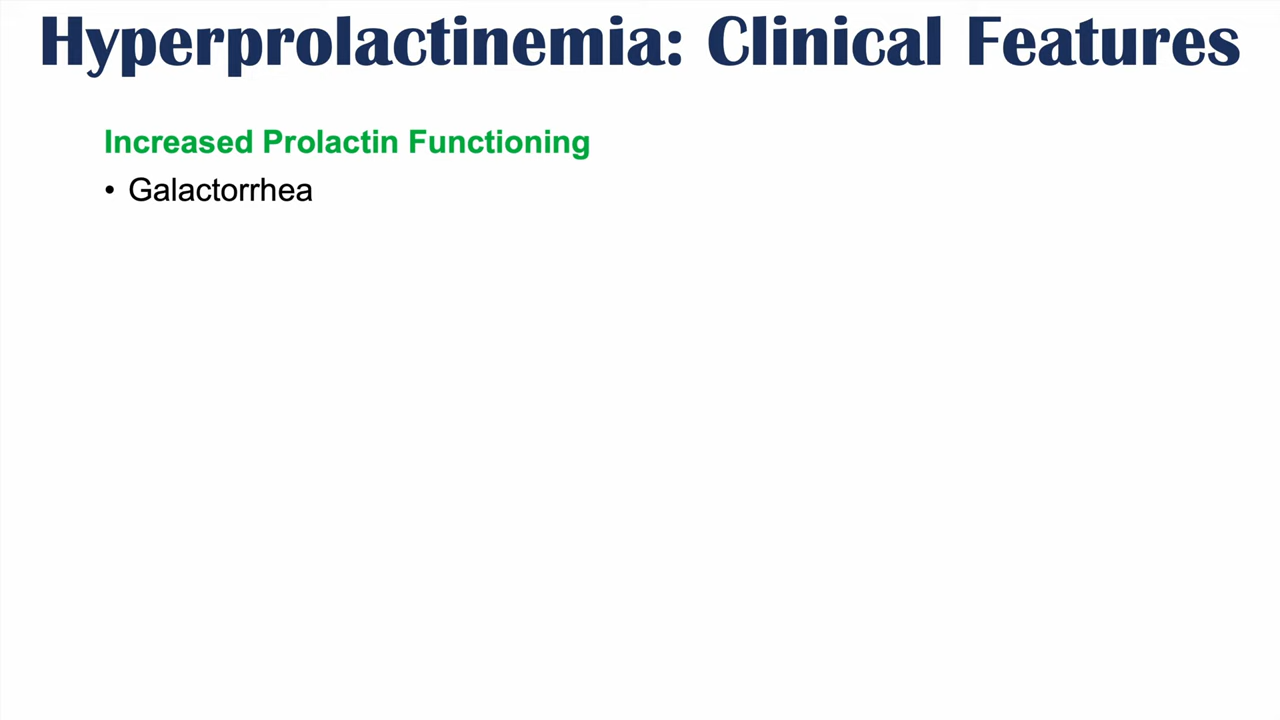 Hyperprolactinemia: Clinical Features
Increased Prolactin Functioning
• Galactorrhea